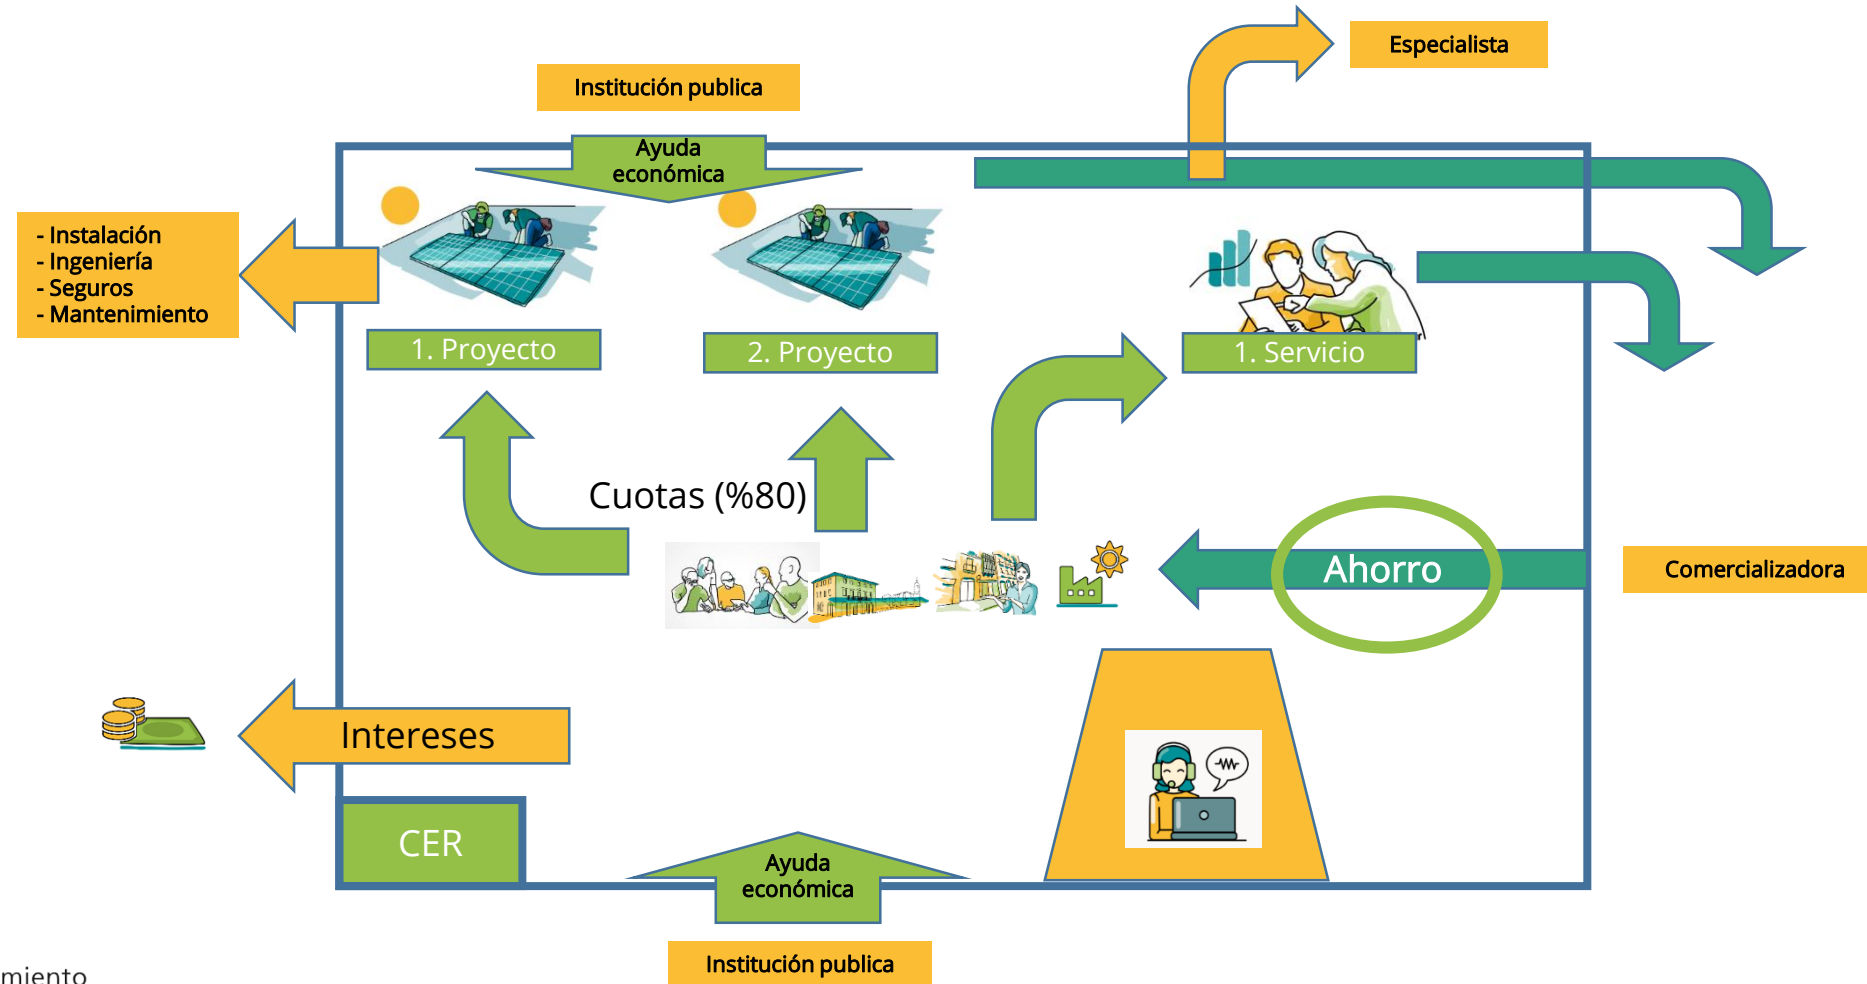 Especialista
Institución publica
Ayuda
económica
- Instalación
- Ingeniería
- Seguros
- Mantenimiento
1. Proyecto
2. Proyecto
1. Servicio
Cuotas (%80)
Ahorro
Comercializadora
Intereses
CER
Ayuda
económica
Institución publica
miento